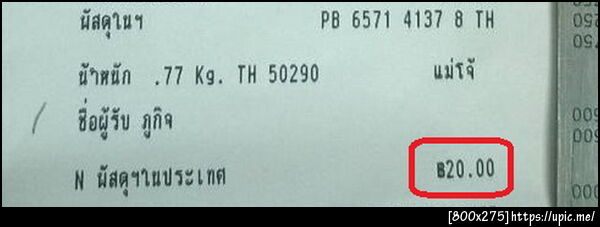 พัสดุในฯ PB 6571 4137 8 TH
น้ำหนัก .77 Kg. TH 50290 แม่โจ้
ชื่อผู้รับ ภูกิจ
N พัสดุฯในประเทศ ฿20.00
[800x275]https://upic.me/